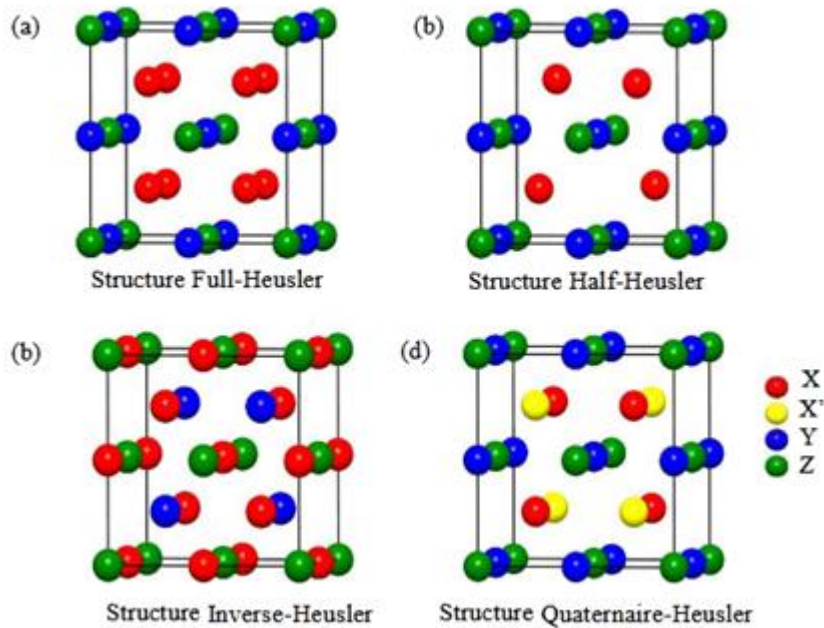 (a)
(b)
Structure Full-Heusler
Structure Half-Heusler
(b)
(d)
X
X'
Y
Z
Structure Inverse-Heusler
Structure Quaternaire-Heusler